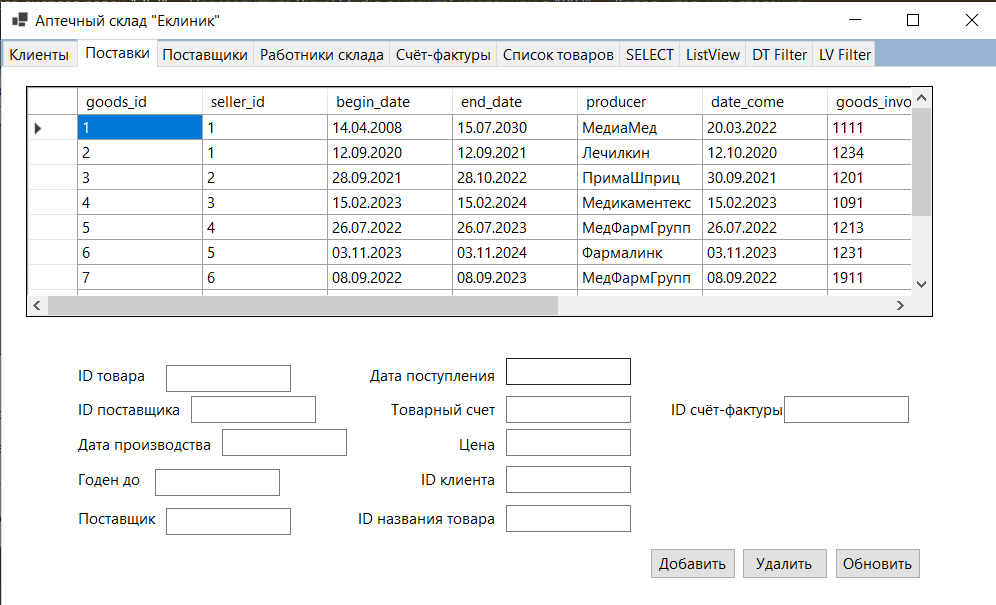 Аптечный склад "Еклиник"
Клиенты Поставки Поставщики Работники склада Счёт-фактуры Список товаров SELECT ListView DT Filter LV Filter
goods_id seller_id begin_date end_date producer date_come goods_invo
1 1 14.04.2008 15.07.2030 МедиаМед 20.03.2022 1111
2 1 12.09.2020 12.09.2021 Лечилкин 12.10.2020 1234
3 2 28.09.2021 28.10.2022 ПримаШприц 30.09.2021 1201
4 3 15.02.2023 15.02.2024 Медикаментекс 15.02.2023 1091
5 4 26.07.2022 26.07.2023 МедФармГрупп 26.07.2022 1213
6 5 03.11.2023 03.11.2024 Фармалинк 03.11.2023 1231
7 6 08.09.2022 08.09.2023 МедФармГрупп 08.09.2022 1911
ID товара Дата поступления
ID поставщика Товарный счет ID счёт-фактуры
Дата производства Цена
Годен до ID клиента
Поставщик ID названия товара
Добавить Удалить Обновить